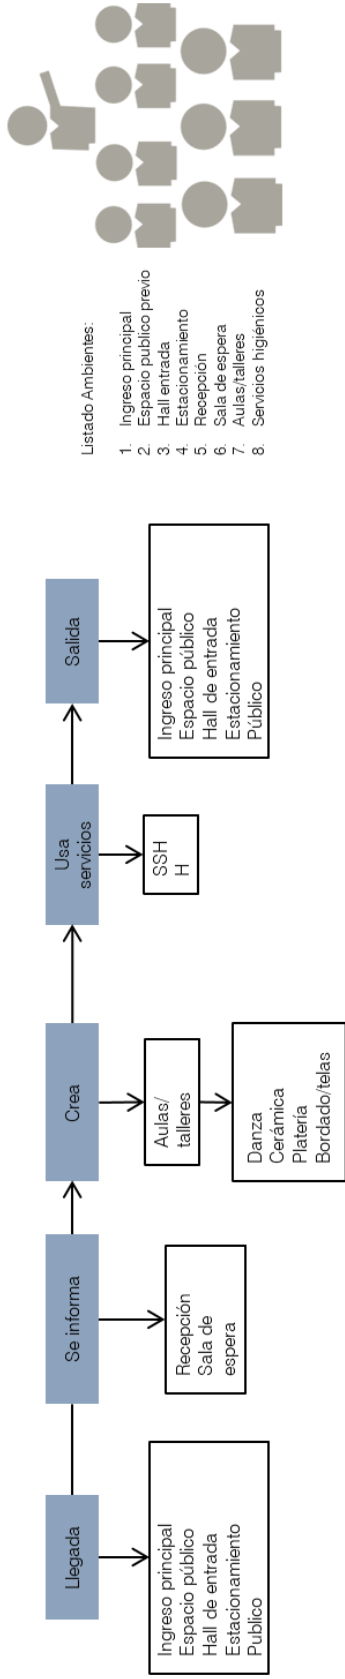 Llegada
Ingreso principal
Espacio público
Hall de entrada
Estacionamiento
Publico
Se informa
Recepción
Sala de
espera
Crea
Aulas/
talleres
Danza
Cerámica
Platería
Bordado/telas
Usa
servicios
SSH
H
Salida
Ingreso principal
Espacio público
Hall de entrada
Estacionamiento
Público
Listado Ambientes:
1. Ingreso principal
2. Espacio publico previo
3. Hall entrada
4. Estacionamiento
5. Recepción
6. Sala de espera
7. Aulas/talleres
8. Servicios higiénicos